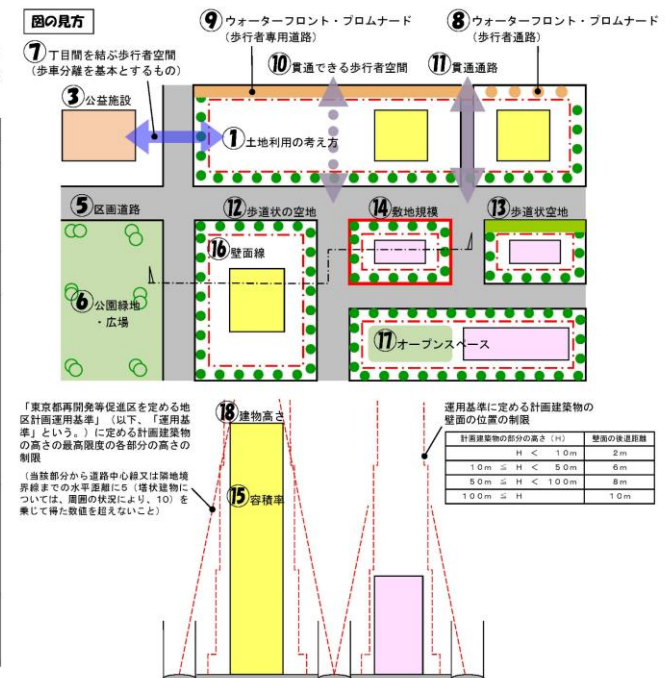 図の見方
⑨ウォーターフロント・プロムナード
（歩行者専用道路）
⑧ウォーターフロント・プロムナード
（歩行者通路）
⑦丁目間を結ぶ歩行者空間
（歩車分離を基本とするもの）
⑩貫通できる歩行者空間
⑪貫通通路
③公益施設
①土地利用の考え方
⑤区画道路
⑫歩道状の空地
⑭敷地規模
⑬歩道状空地
⑯壁面線
⑥公園緑地
・広場
⑰オープンスペース
「東京都再開発等促進区を定める地
区計画運用基準」（以下、「運用基
準」という。）に定める計画建築物
の高さの最高限度の各部分の高さの
制限
（当該部分から道路中心線又は隣地境
界線までの水平距離に5（塔状建物に
ついては、周囲の状況により、10）を
乗じて得た数値を超えないこと）
⑱建物高さ
⑮容積率
運用基準に定める計画建築物の
壁面の位置の制限
計画建築物の部分の高さ（H） 壁面の後退距離
H < 10m 2m
10m ≦ H < 50m 6m
50m ≦ H < 100m 8m
100m ≦ H 10m